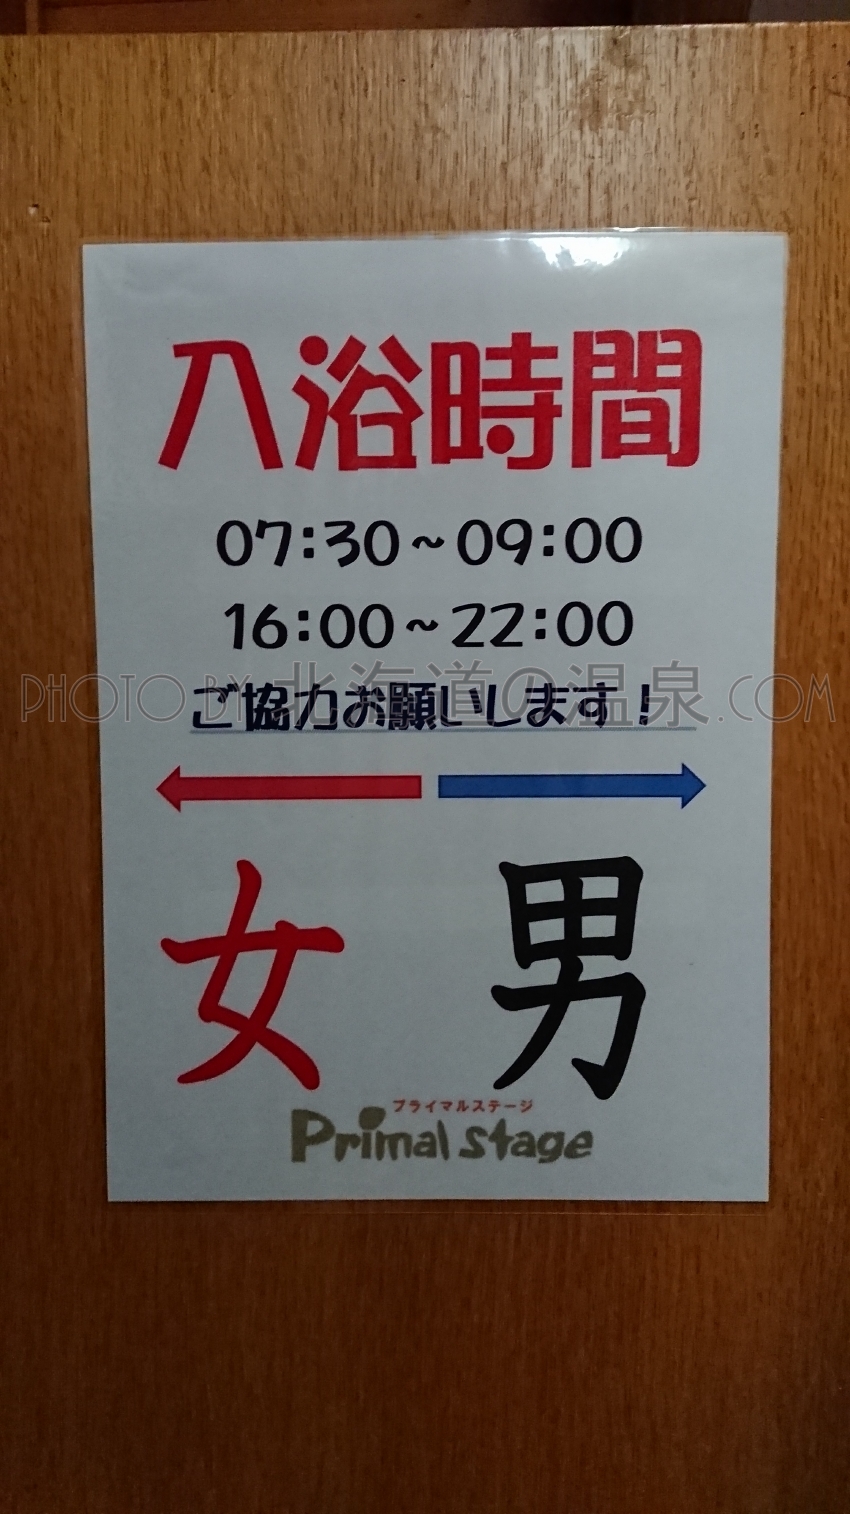 入浴時間
07:30~09:00
16:00~22:00
PHOTO BY 北海道の温泉.COM
ご協力お願いします!
女 男
プライマルステージ
Primal stage